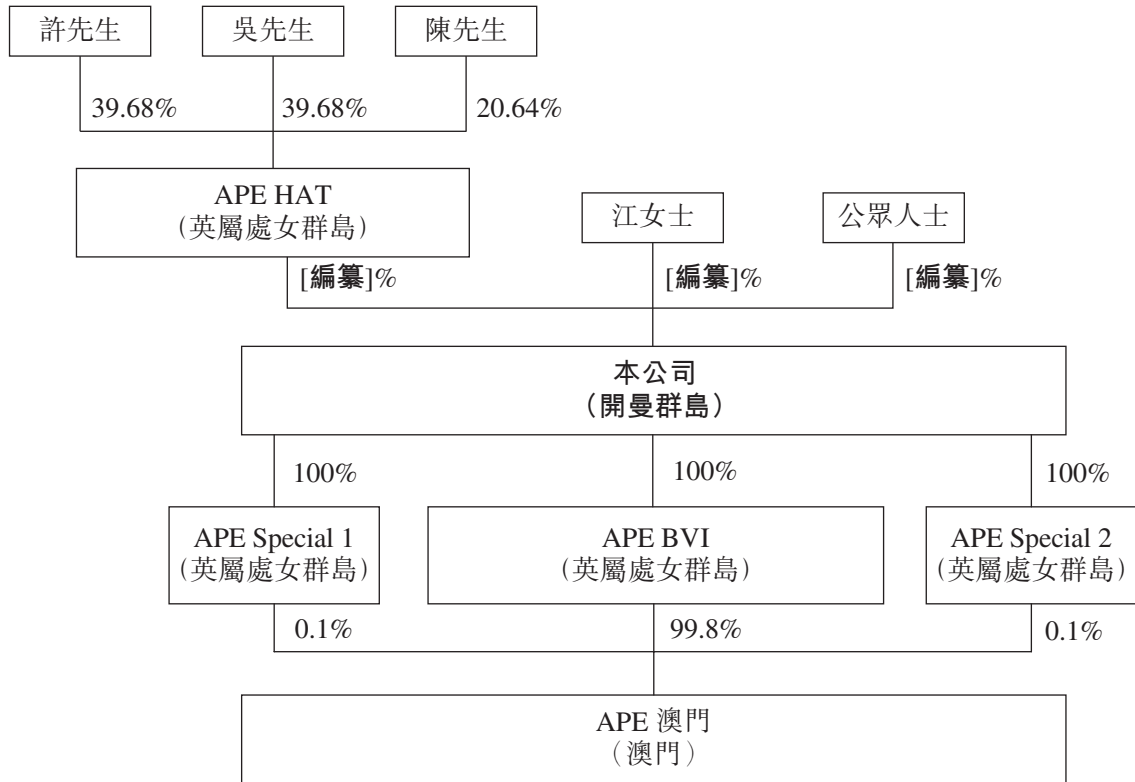 許先生
吳先生
陳先生
39.68%
39.68%
20.64%
APE HAT
（英屬處女群島）
江女士
公眾人士
[編纂]%
[編纂]%
[編纂]%
本公司
（開曼群島）
100%
100%
100%
APE Special 1
（英屬處女群島）
APE BVI
（英屬處女群島）
APE Special 2
（英屬處女群島）
0.1%
99.8%
0.1%
APE 澳門
（澳門）